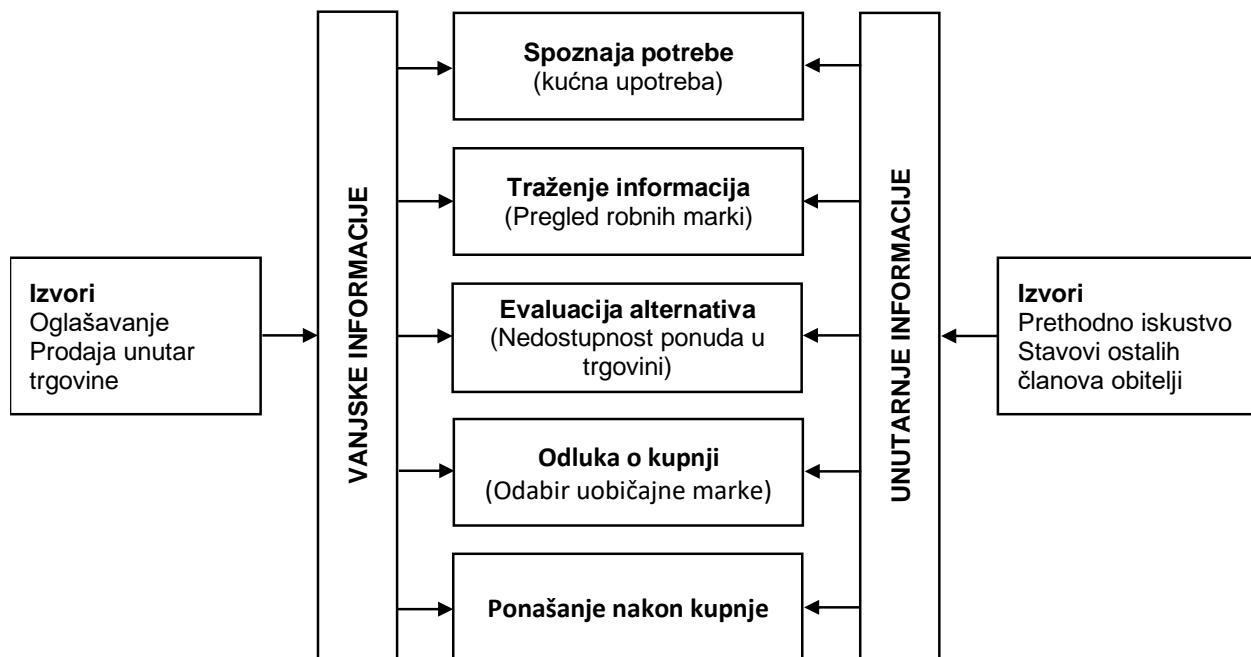 Izvori
Oglašavanje
Prodaja unutar
trgovine
VANJSKE INFORMACIJE
Spoznaja potrebe
(kućna upotreba)
Traženje informacija
(Pregled robnih marki)
Evaluacija alternativa
(Nedostupnost ponuda u
trgovini)
Odluka o kupnji
(Odabir uobičajne marke)
Ponašanje nakon kupnje
UNUTARNJE INFORMACIJE
Izvori
Prethodno iskustvo
Stavovi ostalih
članova obitelji